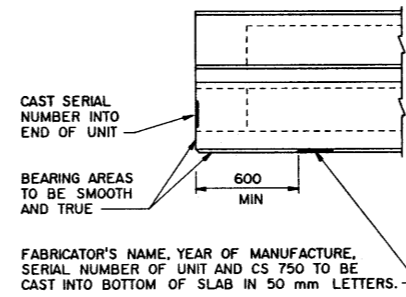 CAST SERIAL
NUMBER INTO
END OF UNIT
BEARING AREAS
TO BE SMOOTH
AND TRUE
600
MIN
FABRICATOR'S NAME, YEAR OF MANUFACTURE,
SERIAL NUMBER OF UNIT AND CS 750 TO BE
CAST INTO BOTTOM OF SLAB IN 50 mm LETTERS.